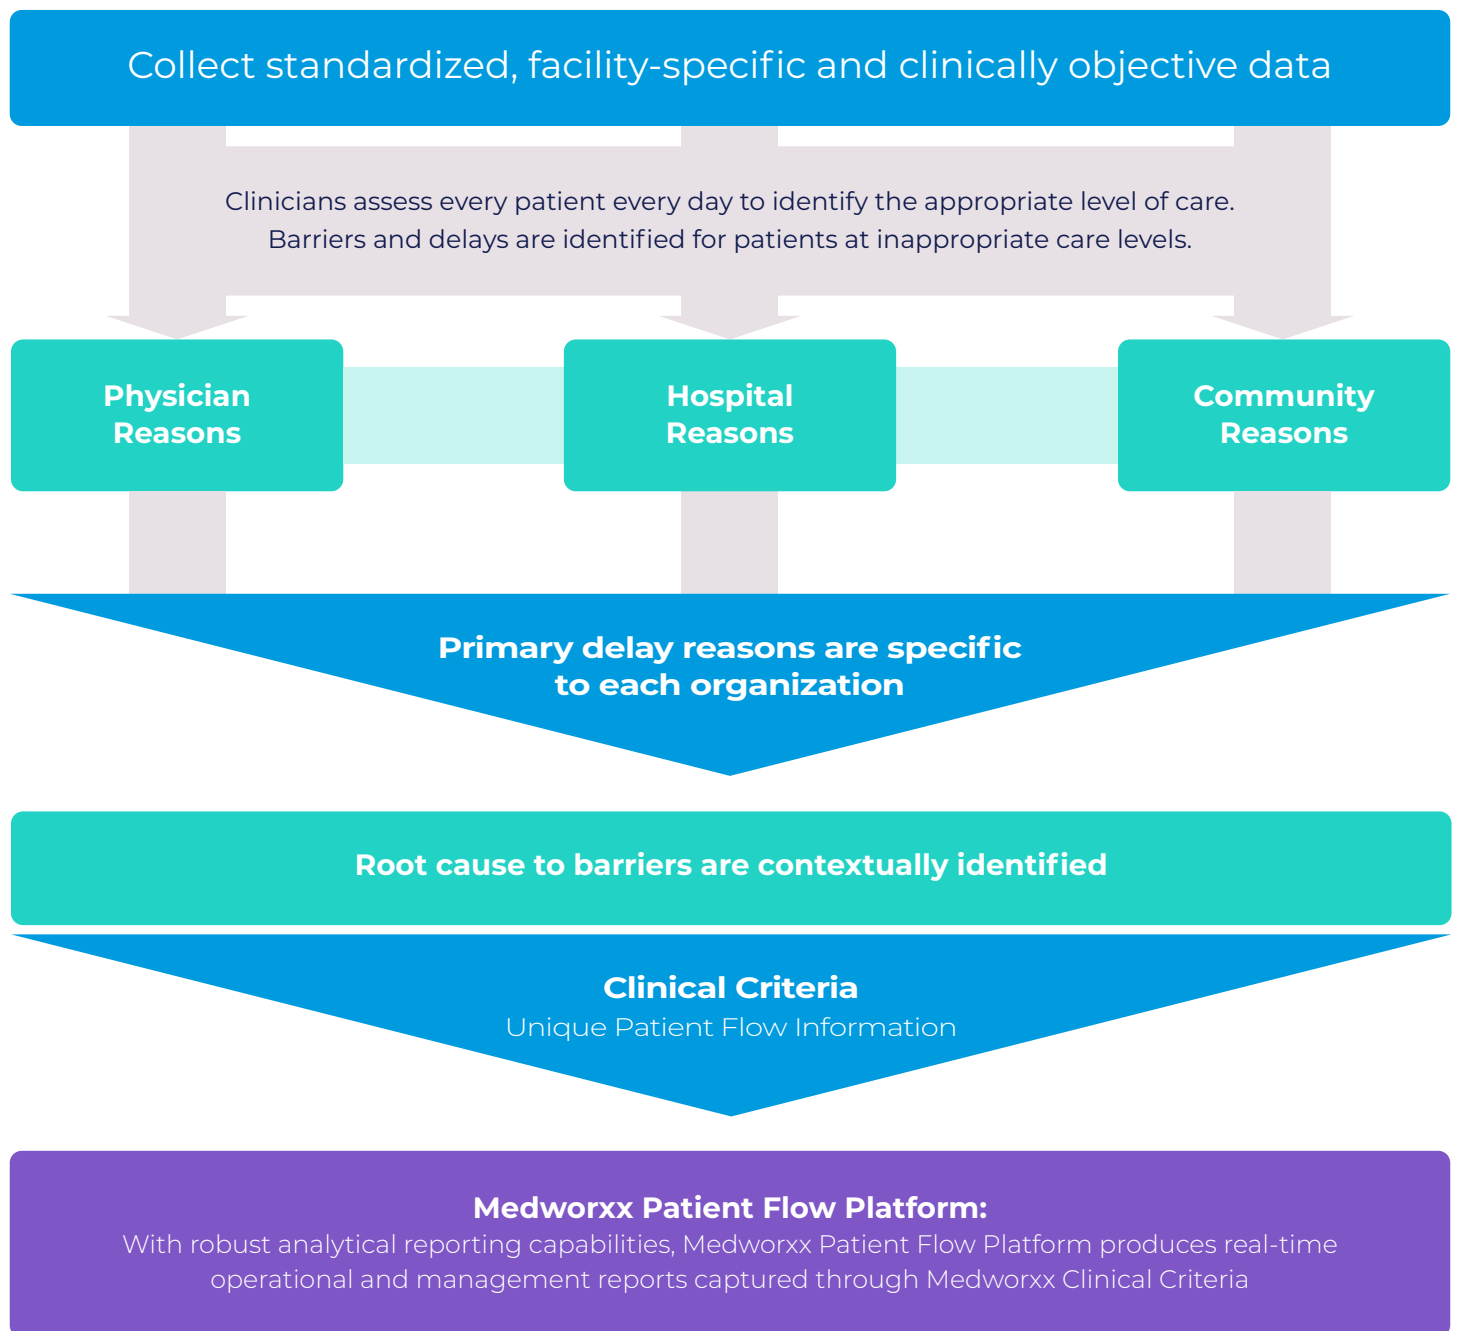 Collect standardized, facility-specific and clinically objective data
Clinicians assess every patient every day to identify the appropriate level of care.
Barriers and delays are identified for patients at inappropriate care levels.
Physician
Reasons
Hospital
Reasons
Community
Reasons
Primary delay reasons are specific
to each organization
Root cause to barriers are contextually identified
Clinical Criteria
Unique Patient Flow Information
Medworxx Patient Flow Platform:
With robust analytical reporting capabilities, Medworxx Patient Flow Platform produces real-time
operational and management reports captured through Medworxx Clinical Criteria